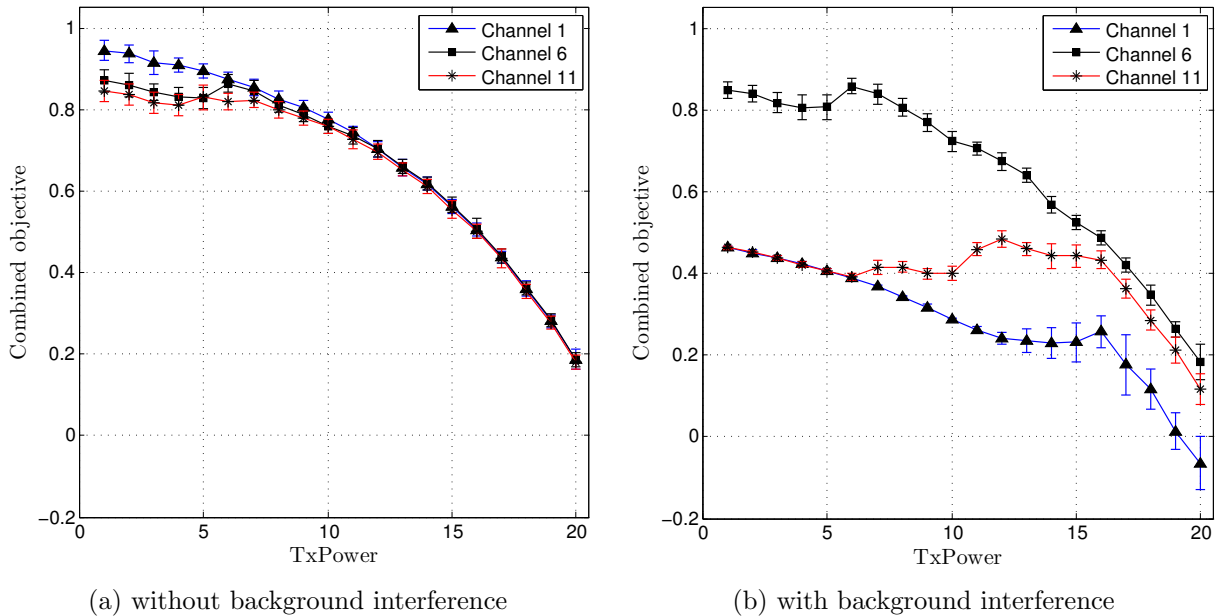 1
0.8
0.6
0.4
0.2
0
−0.2
0 5 10 15 20
Combined objective
TxPower
Channel 1
Channel 6
Channel 11
(a) without background interference
1
0.8
0.6
0.4
0.2
0
−0.2
0 5 10 15 20
Combined objective
TxPower
Channel 1
Channel 6
Channel 11
(b) with background interference